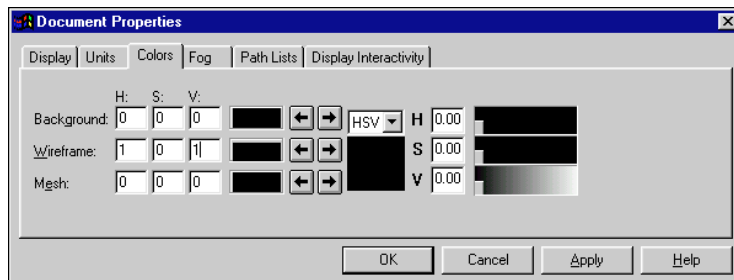 Document Properties
Display Units Colors Fog Path Lists Display Interactivity
H: S: V:
Background: 0 0 0 HSV H 0.00
Wireframe: 1 0 1 S 0.00
Mesh: 0 0 0 V 0.00
OK Cancel Apply Help